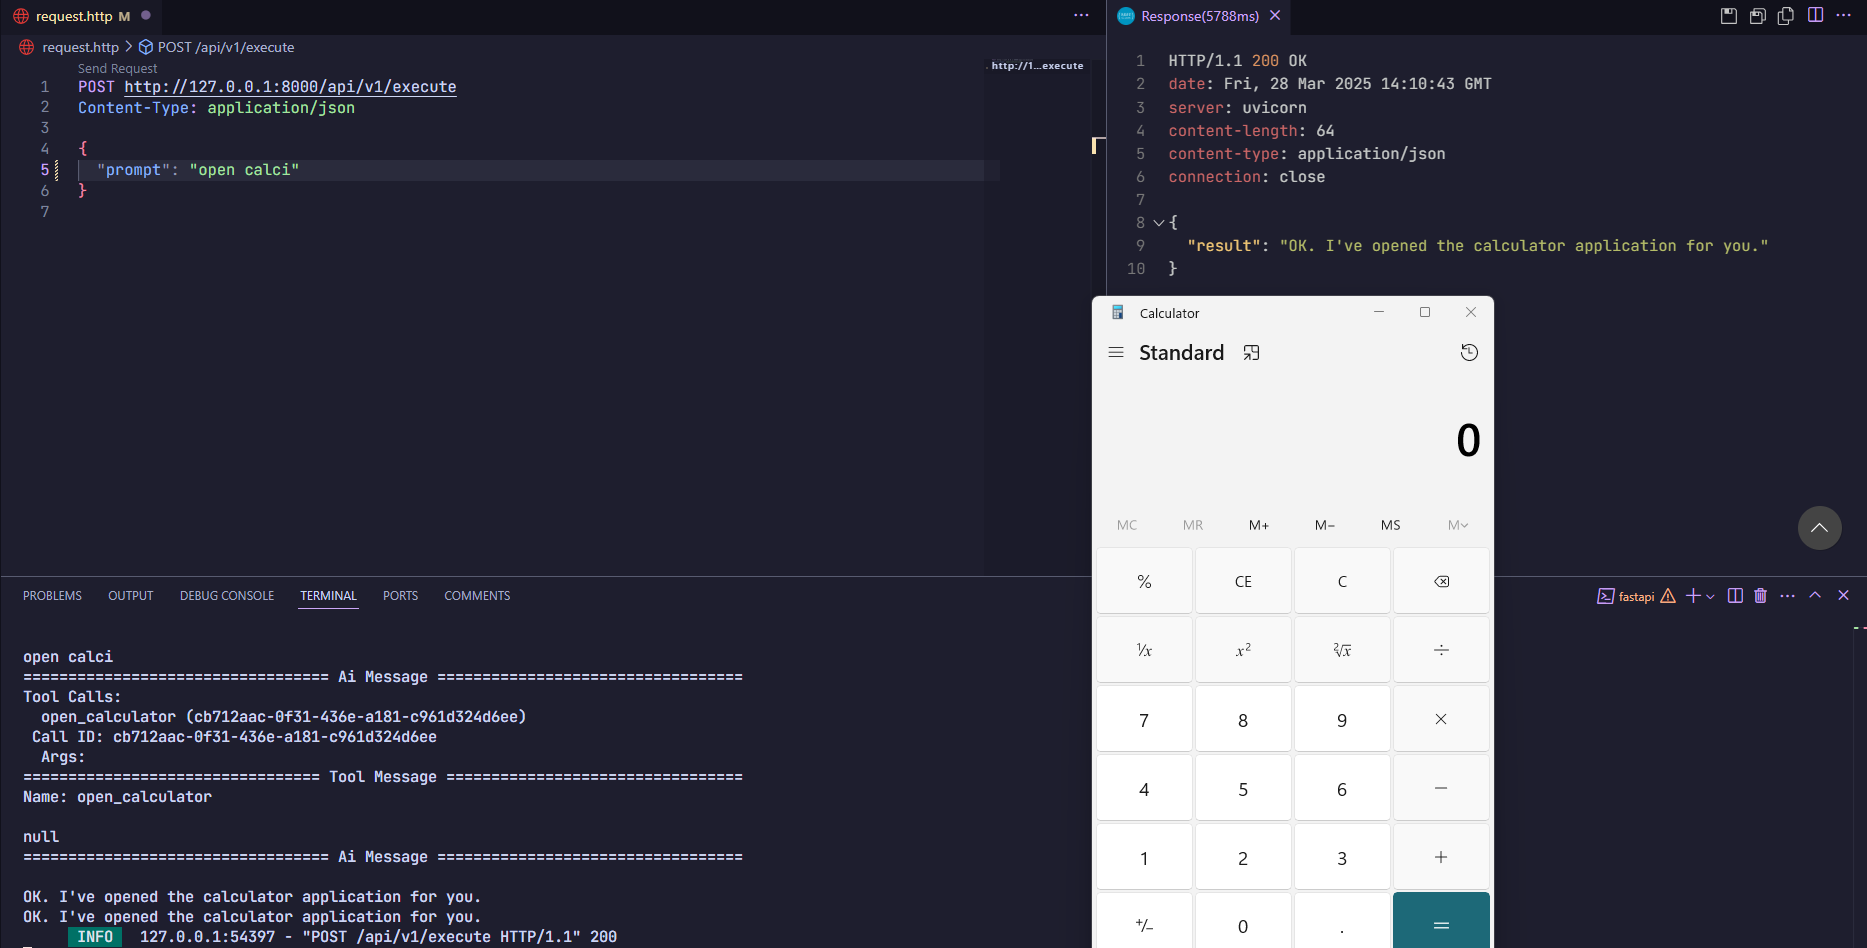 request.http M
request.http > POST /api/v1/execute
Send Request
1 POST http://127.0.0.1:8000/api/v1/execute
2 Content-Type: application/json
3
4 {
5 "prompt": "open calci"
6 }
7
http://1...execute
Response(5788ms)
1 HTTP/1.1 200 OK
2 date: Fri, 28 Mar 2025 14:10:43 GMT
3 server: uvicorn
4 content-length: 64
5 content-type: application/json
6 connection: close
7
8 {
9 "result": "OK. I've opened the calculator application for you."
10 }
Calculator
Standard
0
MC MR M+ M− MS M
% CE C
¹/x x² ²√x ÷
7 8 9 ×
4 5 6 −
1 2 3 +
+/− 0 . =
PROBLEMS OUTPUT DEBUG CONSOLE TERMINAL PORTS COMMENTS
fastapi
open calci
================================== Ai Message ==================================
Tool Calls:
open_calculator (cb712aac-0f31-436e-a181-c961d324d6ee)
Call ID: cb712aac-0f31-436e-a181-c961d324d6ee
Args:
================================= Tool Message =================================
Name: open_calculator
null
================================== Ai Message ==================================
OK. I've opened the calculator application for you.
OK. I've opened the calculator application for you.
INFO 127.0.0.1:54397 - "POST /api/v1/execute HTTP/1.1" 200